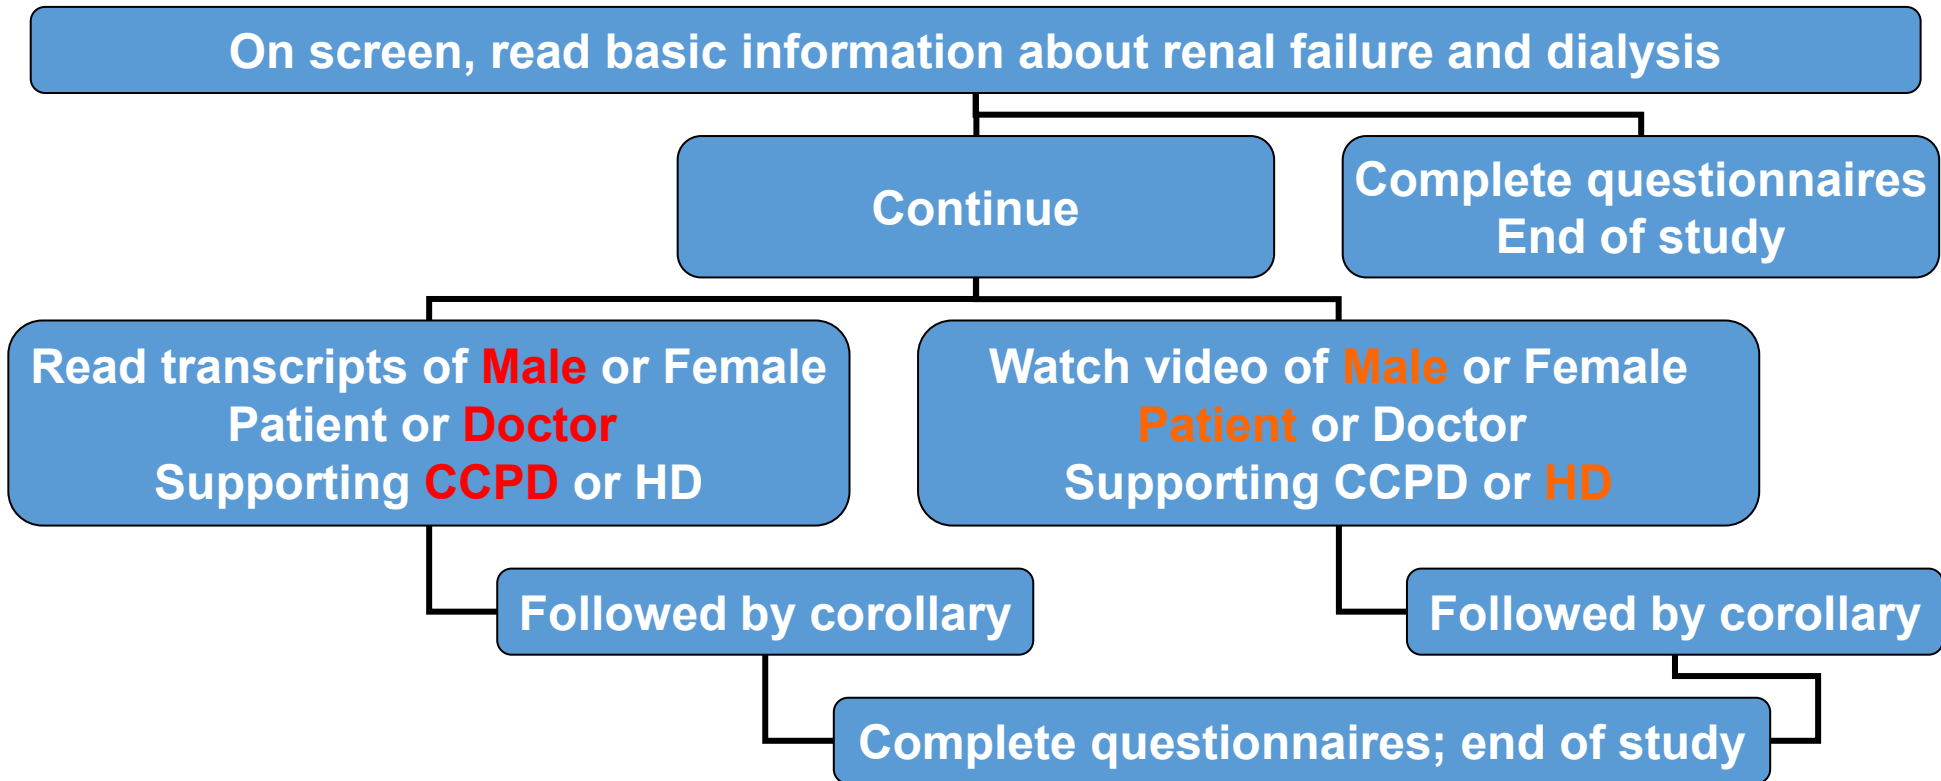 On screen, read basic information about renal failure and dialysis
Continue
Complete questionnaires
End of study
Read transcripts of Male or Female
Patient or Doctor
Supporting CCPD or HD
Watch video of Male or Female
Patient or Doctor
Supporting CCPD or HD
Followed by corollary
Followed by corollary
Complete questionnaires; end of study